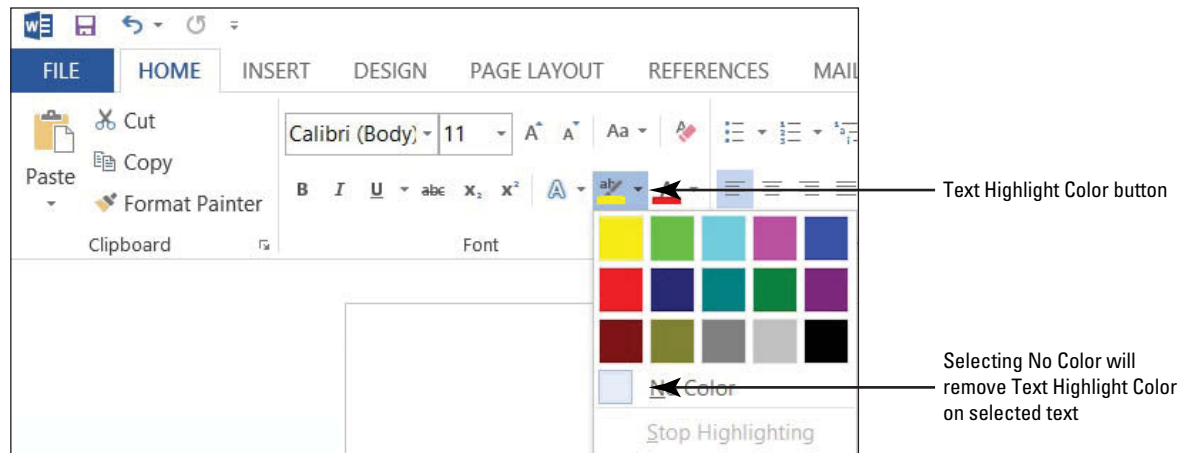 FILE HOME INSERT DESIGN PAGE LAYOUT REFERENCES MAIL
Cut
Calibri (Body) 11 A A Aa
Copy
Paste
Format Painter
B I U abc X₂ X² A ab A
Clipboard Font
Text Highlight Color button
No Color
Stop Highlighting
Selecting No Color will
remove Text Highlight Color
on selected text